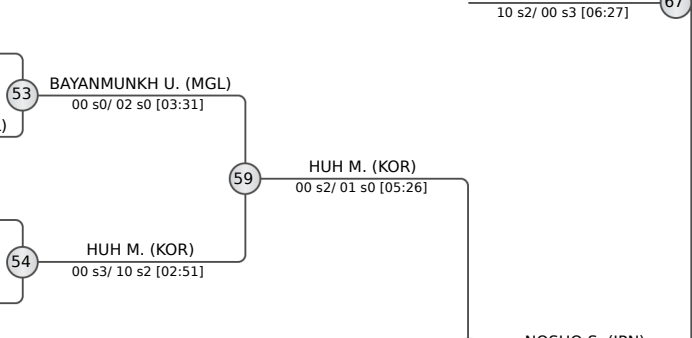 67
10 s2/ 00 s3 [06:27]
53
BAYANMUNKH U. (MGL)
00 s0/ 02 s0 [03:31]
)
59
HUH M. (KOR)
00 s2/ 01 s0 [05:26]
54
HUH M. (KOR)
00 s3/ 10 s2 [02:51]